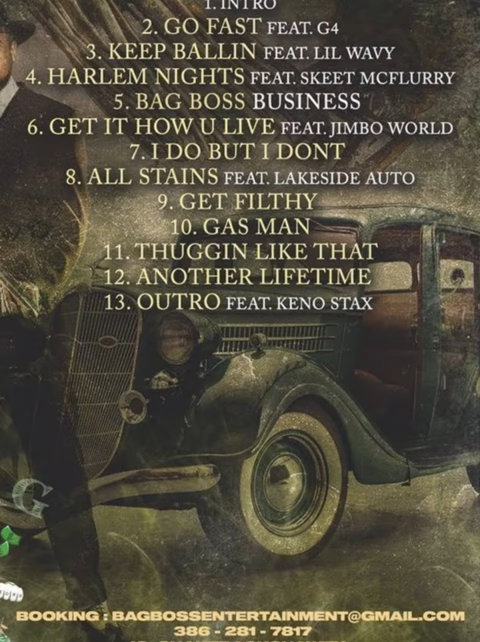 1. INTRO
2. GO FAST FEAT. G4
3. KEEP BALLIN FEAT. LIL WAVY
4. HARLEM NIGHTS FEAT. SKEET MCFLURRY
5. BAG BOSS BUSINESS
6. GET IT HOW U LIVE FEAT. JIMBO WORLD
7. I DO BUT I DONT
8. ALL STAINS FEAT. LAKESIDE AUTO
9. GET FILTHY
10. GAS MAN
11. THUGGIN LIKE THAT
12. ANOTHER LIFETIME
13. OUTRO FEAT. KENO STAX
G
BOOKING : BAGBOSSENTERTAINMENT@GMAIL.COM
386 - 281 - 7817